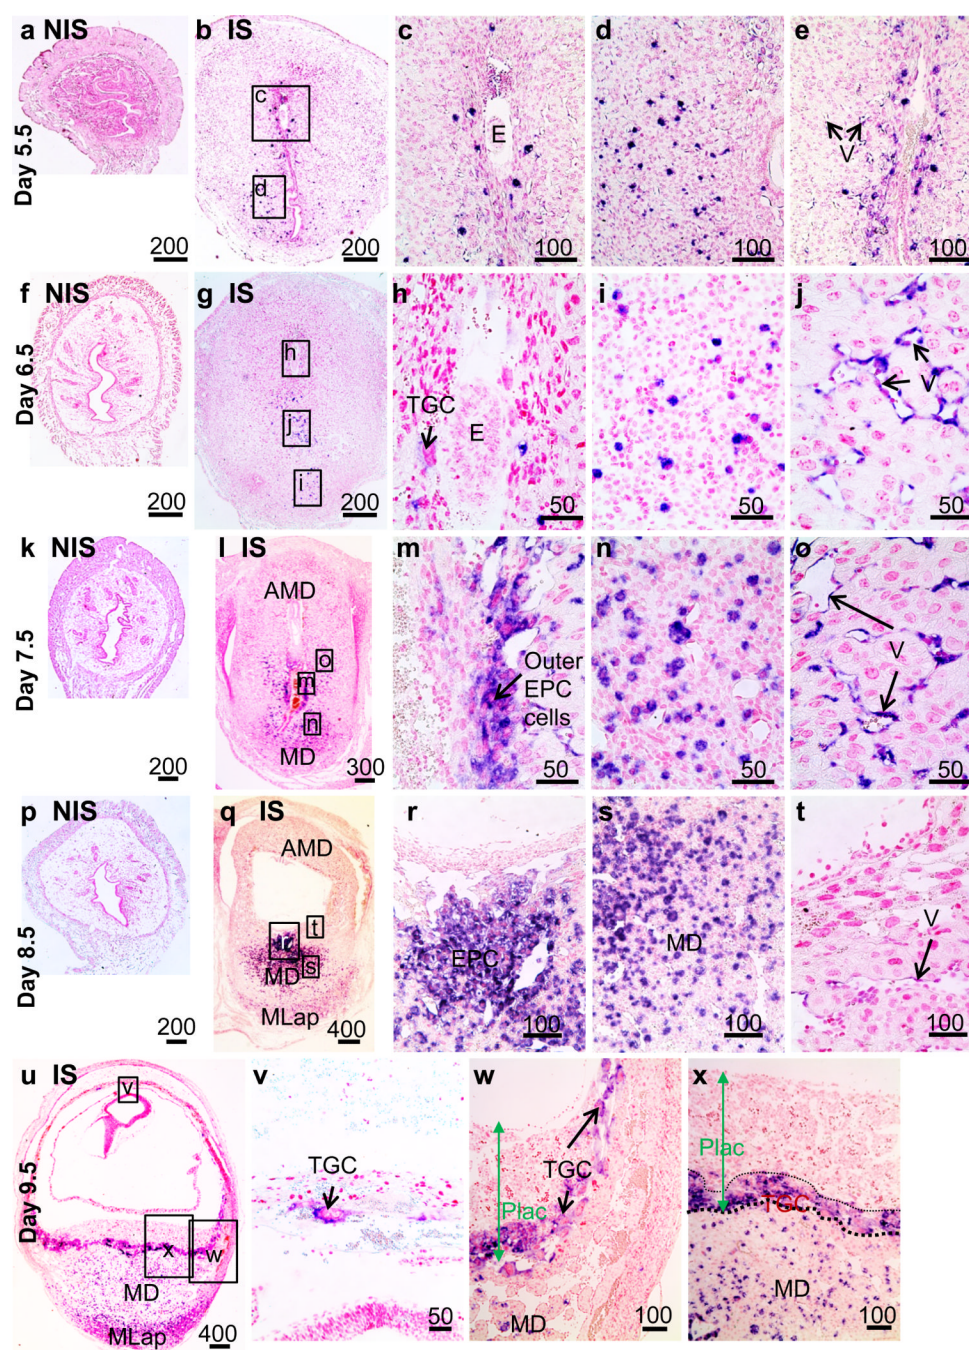 a NIS
b IS
c
d
e
c
d
E
V
Day 5.5
200
200
100
100
100
f NIS
g IS
h
i
j
h
j
i
TGC
E
V
Day 6.5
200
200
50
50
50
k NIS
l IS
m
n
o
AMD
o
m
n
MD
Outer
EPC
cells
V
Day 7.5
200
300
50
50
50
p NIS
q IS
r
s
t
AMD
t
r
s
MD
MLap
EPC
MD
V
Day 8.5
200
400
100
100
100
u IS
v
w
x
v
x
w
MD
MLap
TGC
TGC
Plac
MD
Plac
TGC
MD
Day 9.5
400
50
100
100